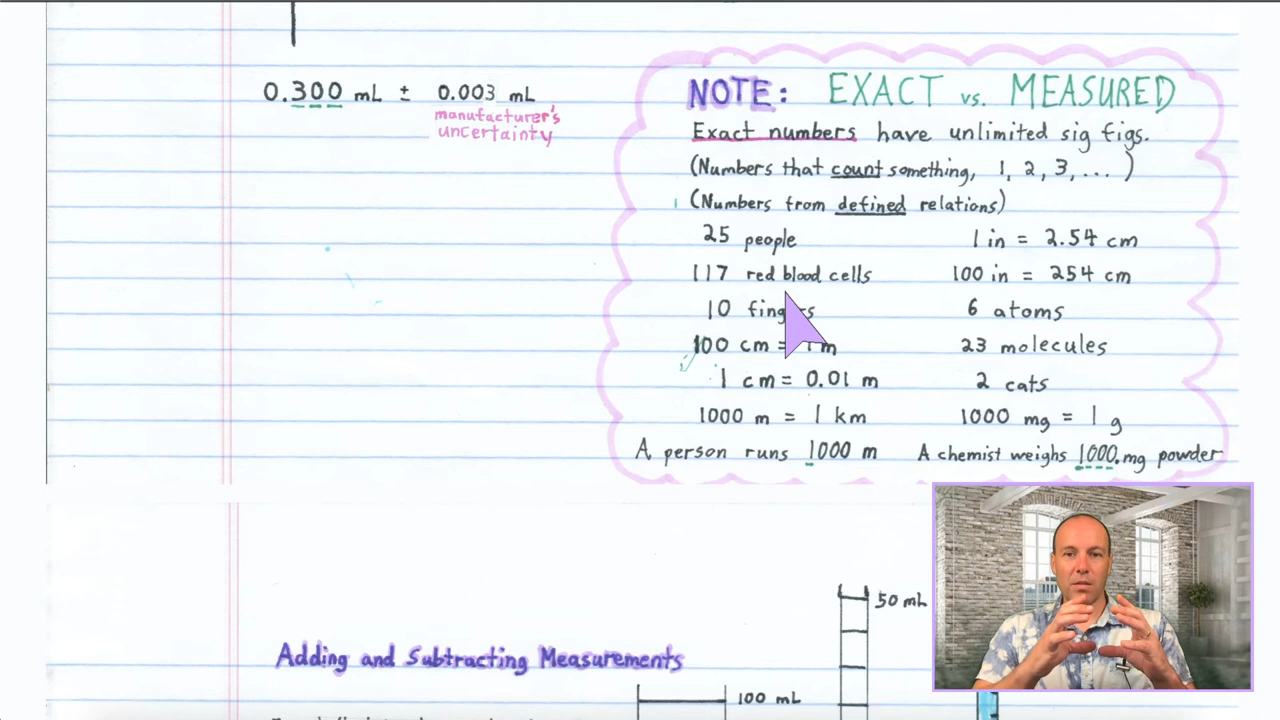 0.300 mL ± 0.003 mL
manufacturer's
uncertainty
NOTE: EXACT vs. MEASURED
Exact numbers have unlimited sig figs.
(Numbers that count something, 1, 2, 3, ... )
(Numbers from defined relations)
25 people 1 in = 2.54 cm
117 red blood cells 100 in = 254 cm
10 6 atoms
100 cm = 1 m 23 molecules
1 cm = 0.01 m 2 cats
1000 m = 1 km 1000 mg = 1 g
A person runs 1000 m A chemist weighs 1000. mg powder
50 mL
Adding and Subtracting Measurements
100 mL